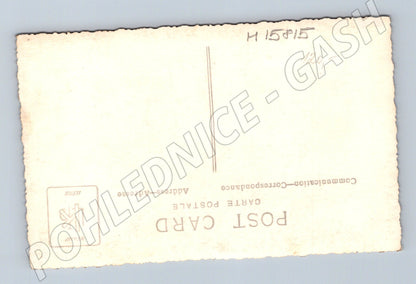 H 15815
POHLEDNICE - GASH
POST CARD
CARTE POSTALE
Communication—Correspondance
Address—Adresse